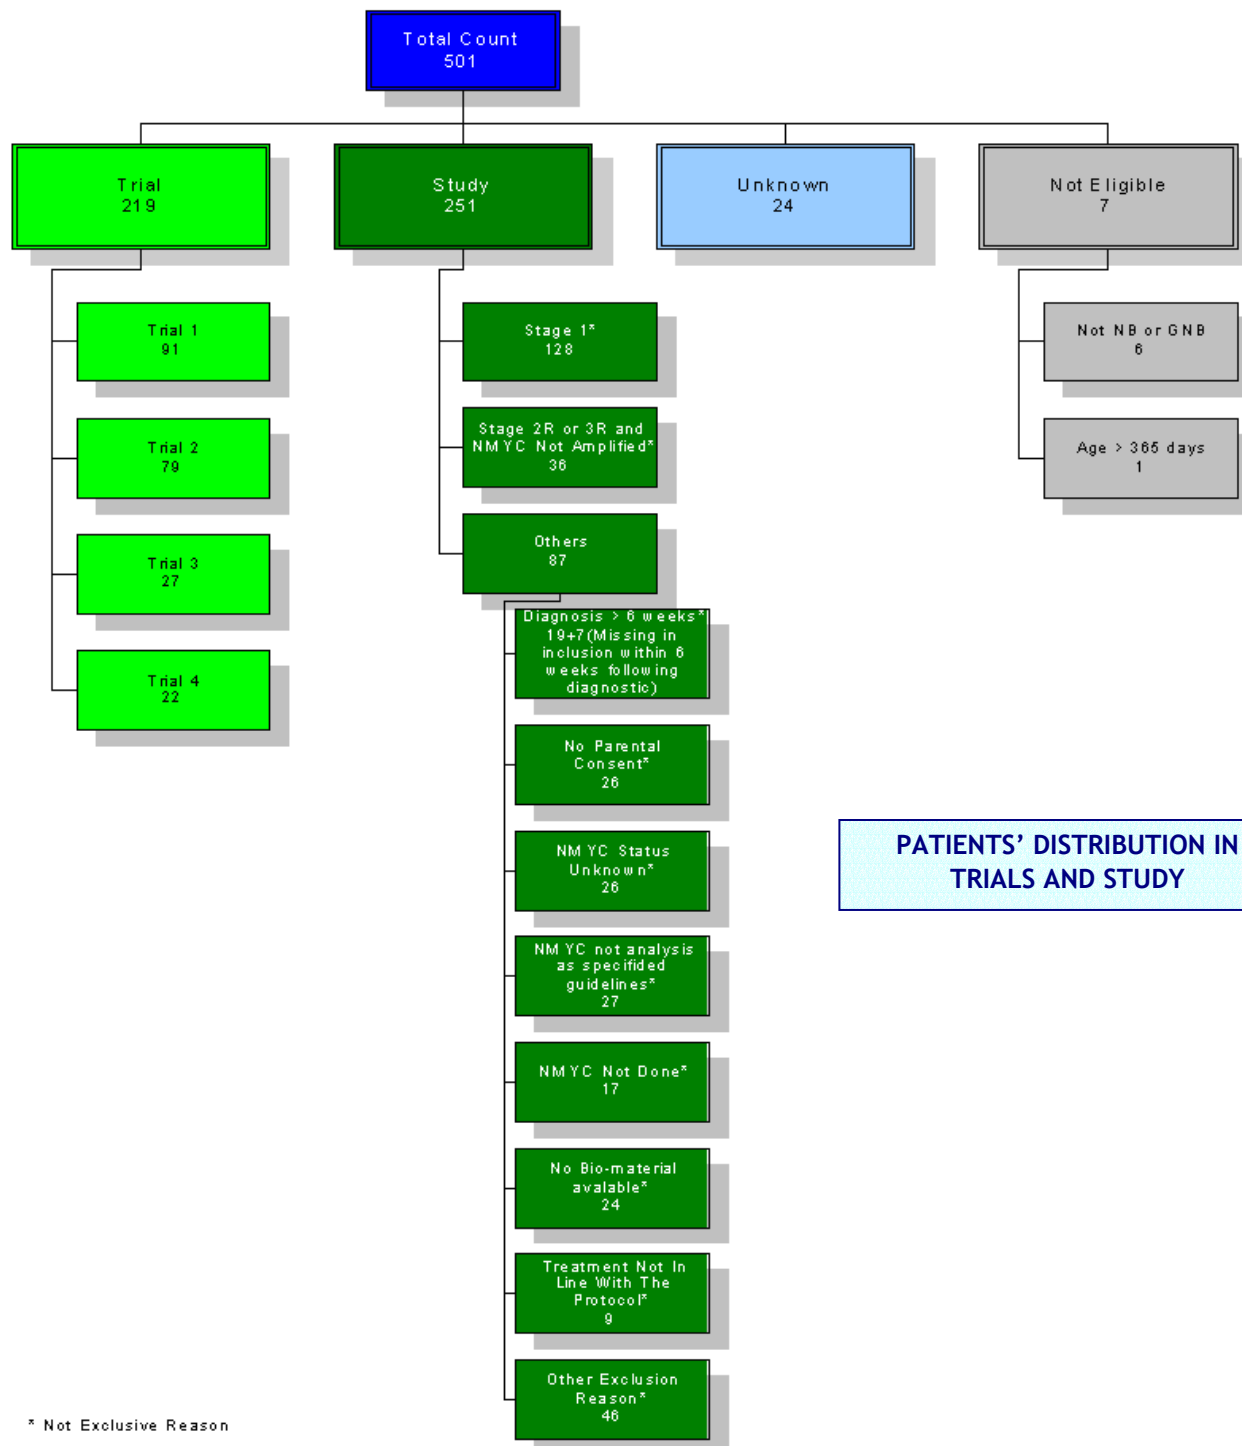 Total Count
501
Trial
219
Study
251
Unknown
24
Not Eligible
7
Trial 1
91
Trial 2
79
Trial 3
27
Trial 4
22
Stage 1*
128
Stage 2R or 3R and
NMYC Not Amplified*
36
Others
87
Diagnosis > 6 weeks*
19+7(Missing in
inclusion within 6
weeks following
diagnostic)
No Parental
Consent*
26
NMYC Status
Unknown*
26
NMYC not analysis
as specifided
guidelines*
27
NMYC Not Done*
17
No Bio-material
avalable*
24
Treatment Not In
Line With The
Protocol*
9
Other Exclusion
Reason*
46
Not NB or GNB
6
Age > 365 days
1
PATIENTS’ DISTRIBUTION IN
TRIALS AND STUDY
* Not Exclusive Reason